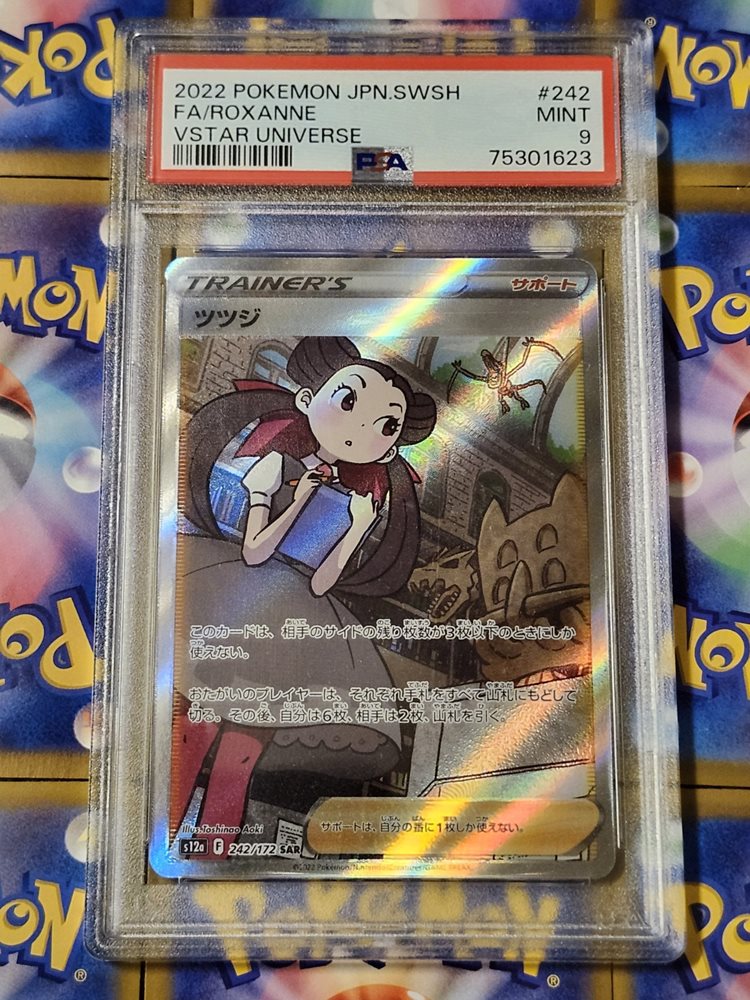 2022 POKEMON JPN.SWSH #242
FA/ROXANNE MINT
VSTAR UNIVERSE 9
PSA 75301623
TRAINER'S サポート
ツツジ
このカードは、相手のサイドの残り枚数が3枚以下のときにしか
使えない。
おたがいのプレイヤーは、それぞれ手札をすべて山札にもどして
切る。その後、自分は6枚、相手は2枚、山札を引く。
Illus.Toshinao Aoki
サポートは、自分の番に1枚しか使えない。
s12a F 242/172 SAR
POKéMON